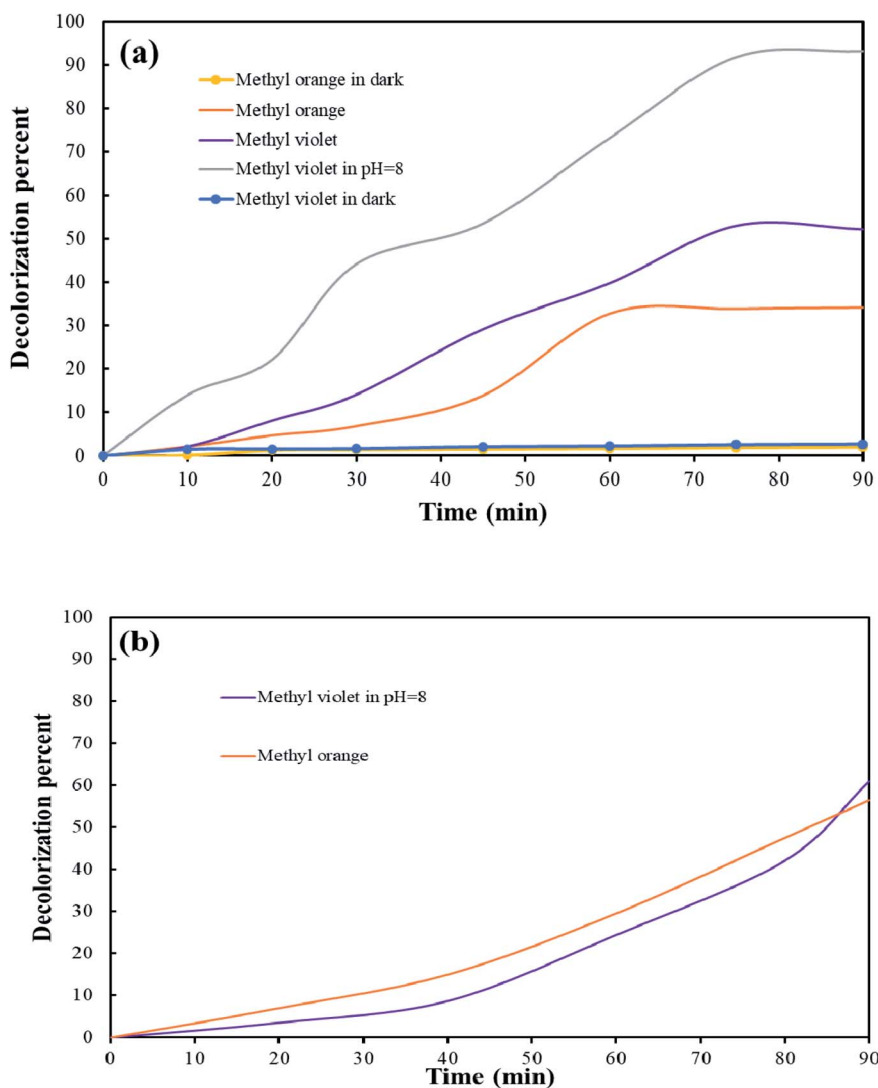 (a)
Methyl orange in dark
Methyl orange
Methyl violet
Methyl violet in pH=8
Methyl violet in dark
Decolorization percent
100
90
80
70
60
50
40
30
20
10
0
0 10 20 30 40 50 60 70 80 90
Time (min)
(b)
Methyl violet in pH=8
Methyl orange
Decolorization percent
100
90
80
70
60
50
40
30
20
10
0
0 10 20 30 40 50 60 70 80 90
Time (min)